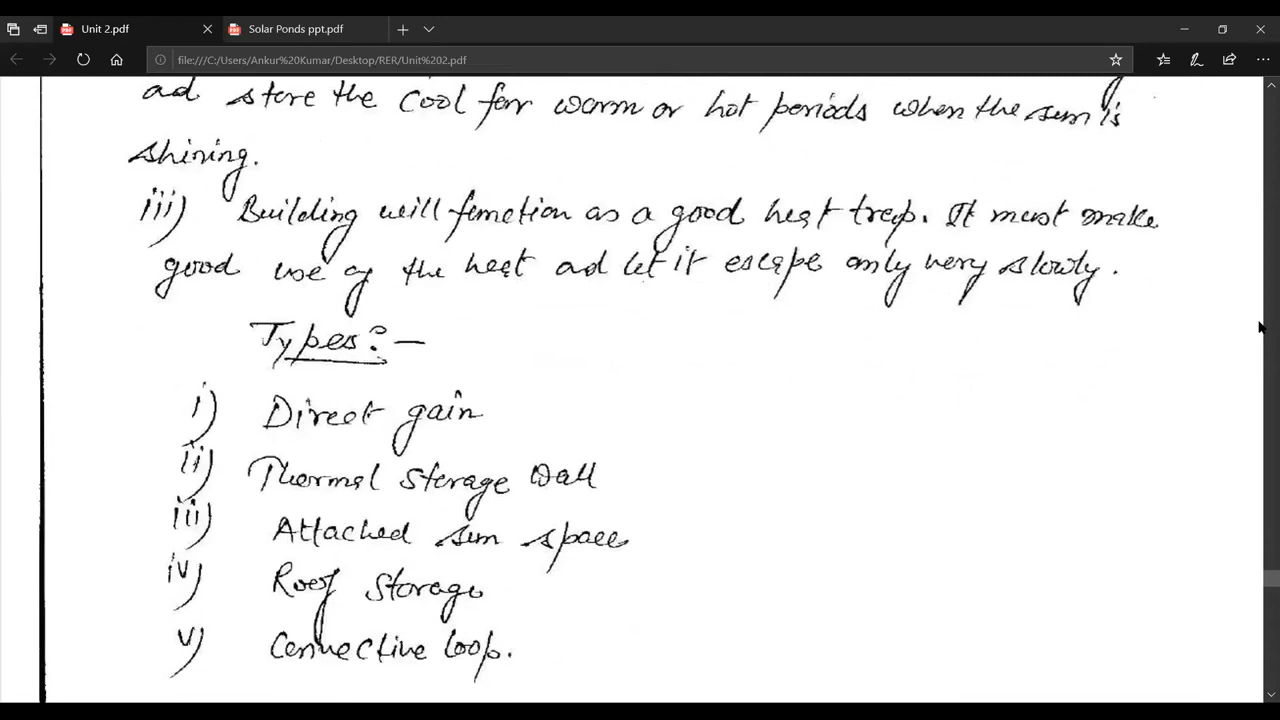 Unit 2.pdf
Solar Ponds ppt.pdf
file:///C:/Users/Ankur%20Kumar/Desktop/RER/Unit%202.pdf
ad store the cool for warm or hot periods when the sun is
shining.
iii) Building will function as a good heat trap. It must make
good use of the heat ad let it escape only very slowly.
Types:-
i) Direct gain
ii) Thermal storage wall
iii) Attached sun space
iv) Roof storage
v) Convective loop.